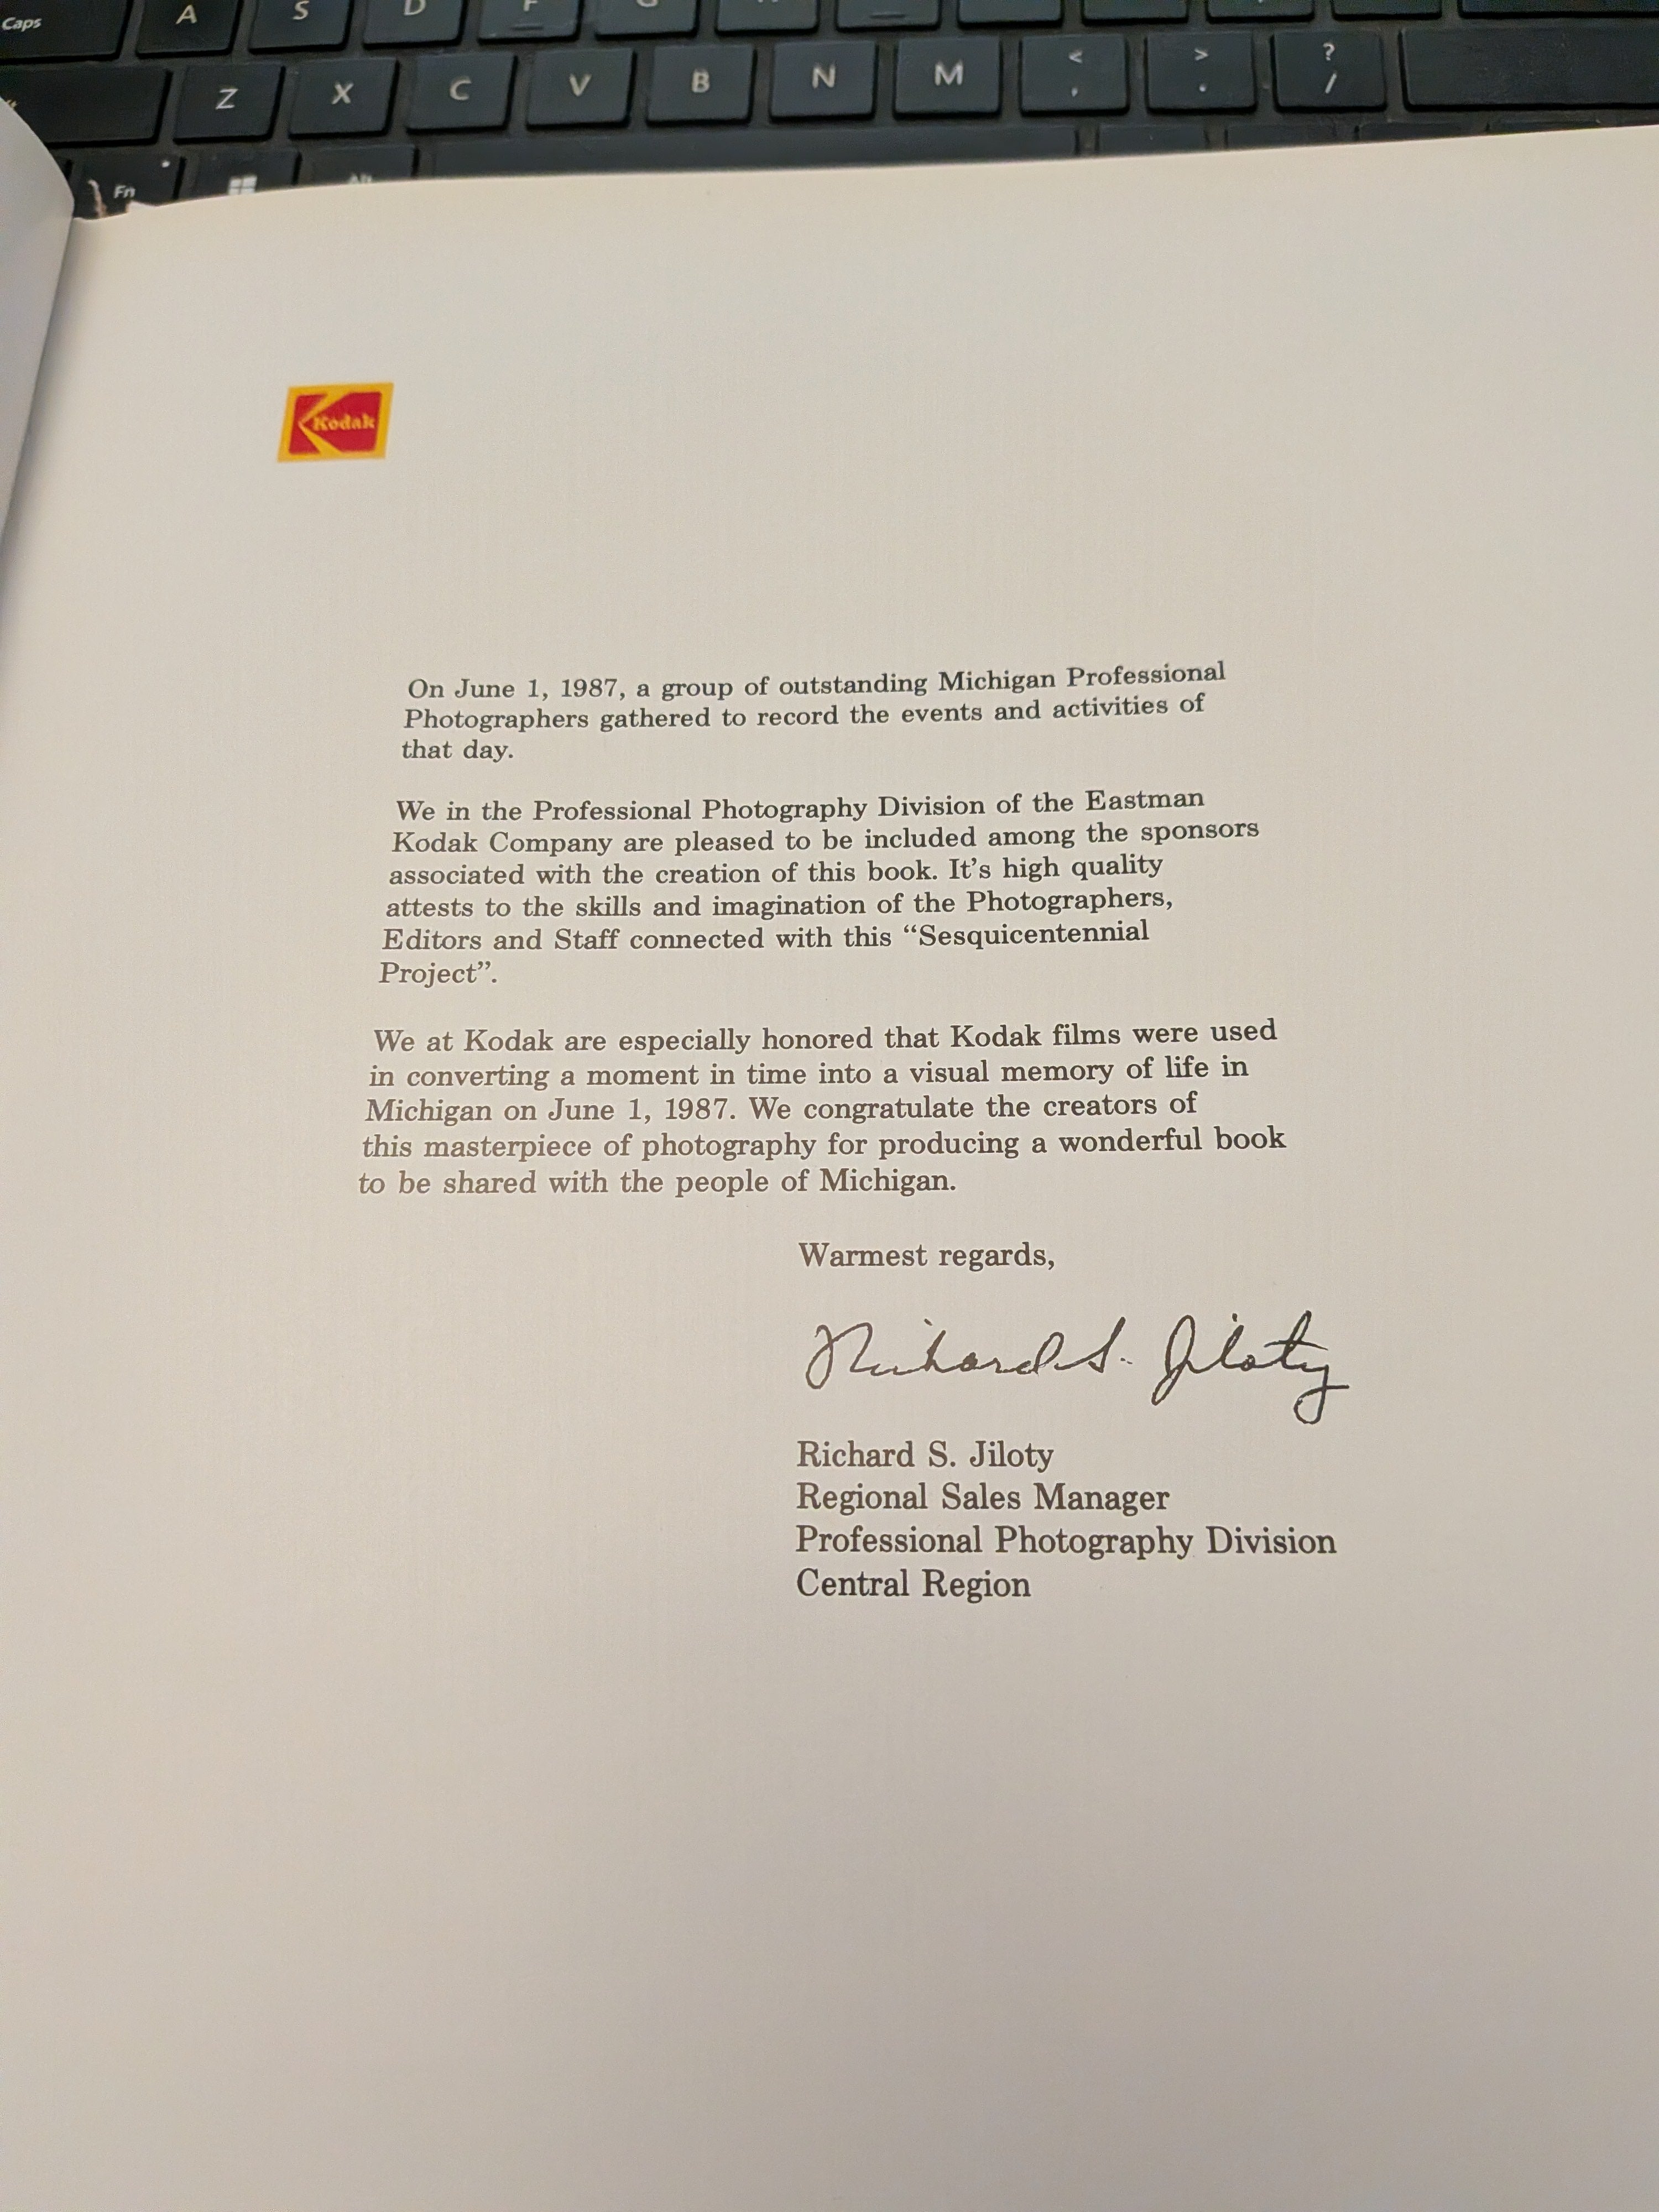 Caps A S D F G
Z X C V B N M < , > . ? /
Fn Alt
Kodak
On June 1, 1987, a group of outstanding Michigan Professional
Photographers gathered to record the events and activities of
that day.
We in the Professional Photography Division of the Eastman
Kodak Company are pleased to be included among the sponsors
associated with the creation of this book. It’s high quality
attests to the skills and imagination of the Photographers,
Editors and Staff connected with this “Sesquicentennial
Project”.
We at Kodak are especially honored that Kodak films were used
in converting a moment in time into a visual memory of life in
Michigan on June 1, 1987. We congratulate the creators of
this masterpiece of photography for producing a wonderful book
to be shared with the people of Michigan.
Warmest regards,
Richard S. Jiloty
Richard S. Jiloty
Regional Sales Manager
Professional Photography Division
Central Region